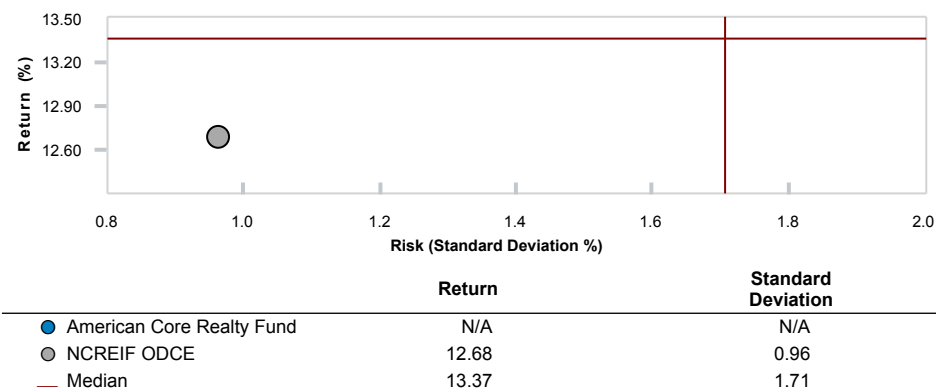 13.50
13.20
12.90
12.60
Return (%)
0.8 1.0 1.2 1.4 1.6 1.8 2.0
Risk (Standard Deviation %)
Return Standard Deviation
American Core Realty Fund N/A N/A
NCREIF ODCE 12.68 0.96
Median 13.37 1.71